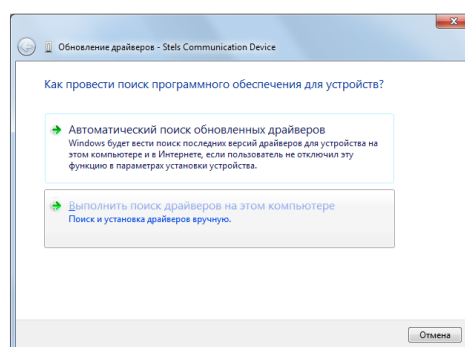 Обновление драйверов - Stels Communication Device
Как провести поиск программного обеспечения для устройств?
Автоматический поиск обновленных драйверов
Windows будет вести поиск последних версий драйверов для устройства на
этом компьютере и в Интернете, если пользователь не отключил эту
функцию в параметрах установки устройства.
Выполнить поиск драйверов на этом компьютере
Поиск и установка драйверов вручную.
Отмена